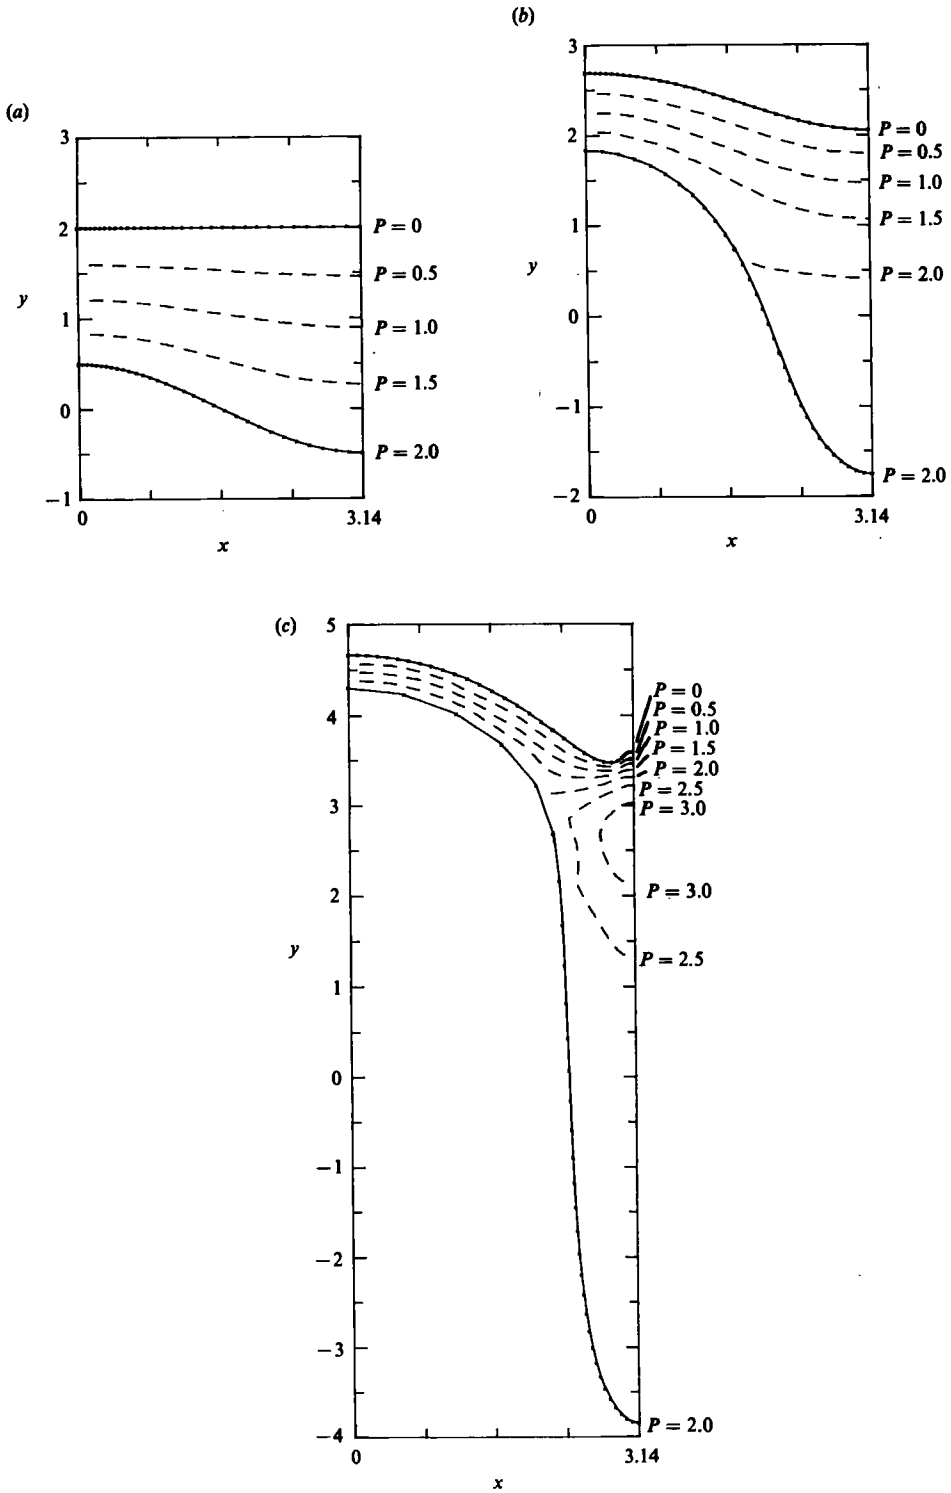 (a)
3
2
1
0
−1
y
0
3.14
x
P = 0
P = 0.5
P = 1.0
P = 1.5
P = 2.0
(b)
3
2
1
0
−1
−2
y
0
3.14
x
P = 0
P = 0.5
P = 1.0
P = 1.5
P = 2.0
P = 2.0
(c)
5
4
3
2
1
0
−1
−2
−3
−4
y
0
3.14
x
P = 0
P = 0.5
P = 1.0
P = 1.5
P = 2.0
P = 2.5
P = 3.0
P = 3.0
P = 2.5
P = 2.0